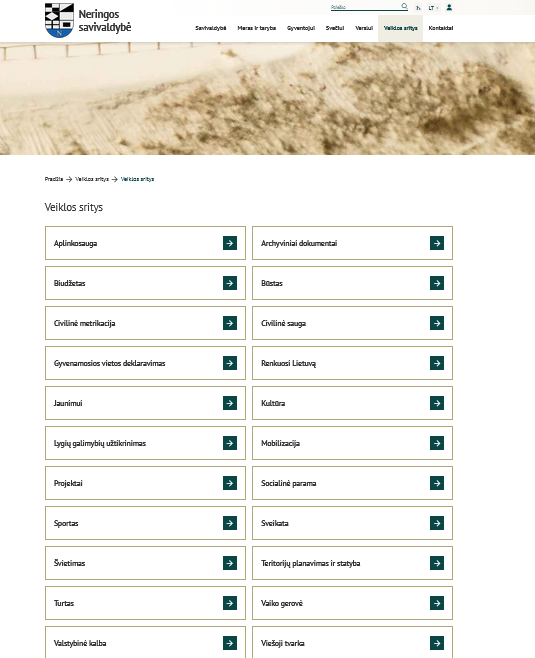 Neringos
savivaldybė
Paieška
LT
Savivaldybė Meras ir taryba Gyventojui Svečiui Verslui Veiklos sritys Kontaktai
Pradžia → Veiklos sritys → Veiklos sritys
Veiklos sritys
Aplinkosauga
Archyviniai dokumentai
Biudžetas
Būstas
Civilinė metrikacija
Civilinė sauga
Gyvenamosios vietos deklaravimas
Renkuosi Lietuvą
Jaunimui
Kultūra
Lygių galimybių užtikrinimas
Mobilizacija
Projektai
Socialinė parama
Sportas
Sveikata
Švietimas
Teritorijų planavimas ir statyba
Turtas
Vaiko gerovė
Valstybinė kalba
Viešoji tvarka